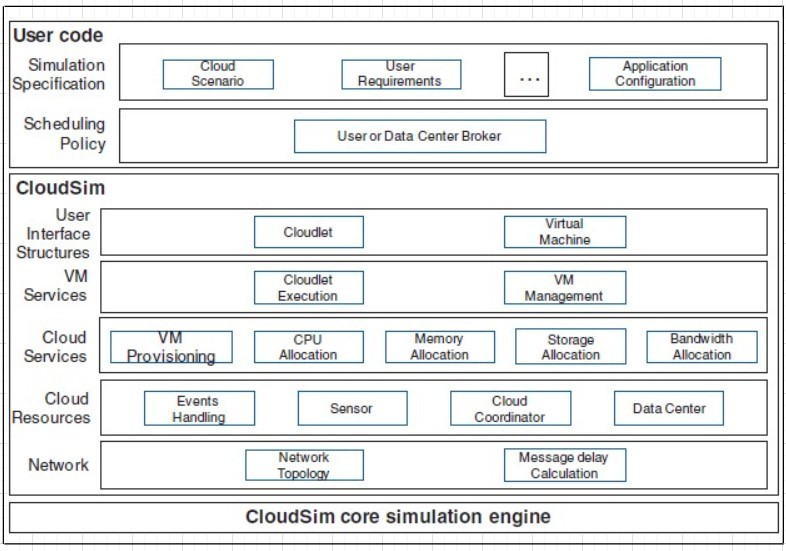 User code
Simulation
Specification
Cloud
Scenario
User
Requirements
...
Application
Configuration
Scheduling
Policy
User or Data Center Broker
CloudSim
User
Interface
Structures
Cloudlet
Virtual
Machine
VM
Services
Cloudlet
Execution
VM
Management
Cloud
Services
VM
Provisioning
CPU
Allocation
Memory
Allocation
Storage
Allocation
Bandwidth
Allocation
Cloud
Resources
Events
Handling
Sensor
Cloud
Coordinator
Data Center
Network
Network
Topology
Message delay
Calculation
CloudSim core simulation engine